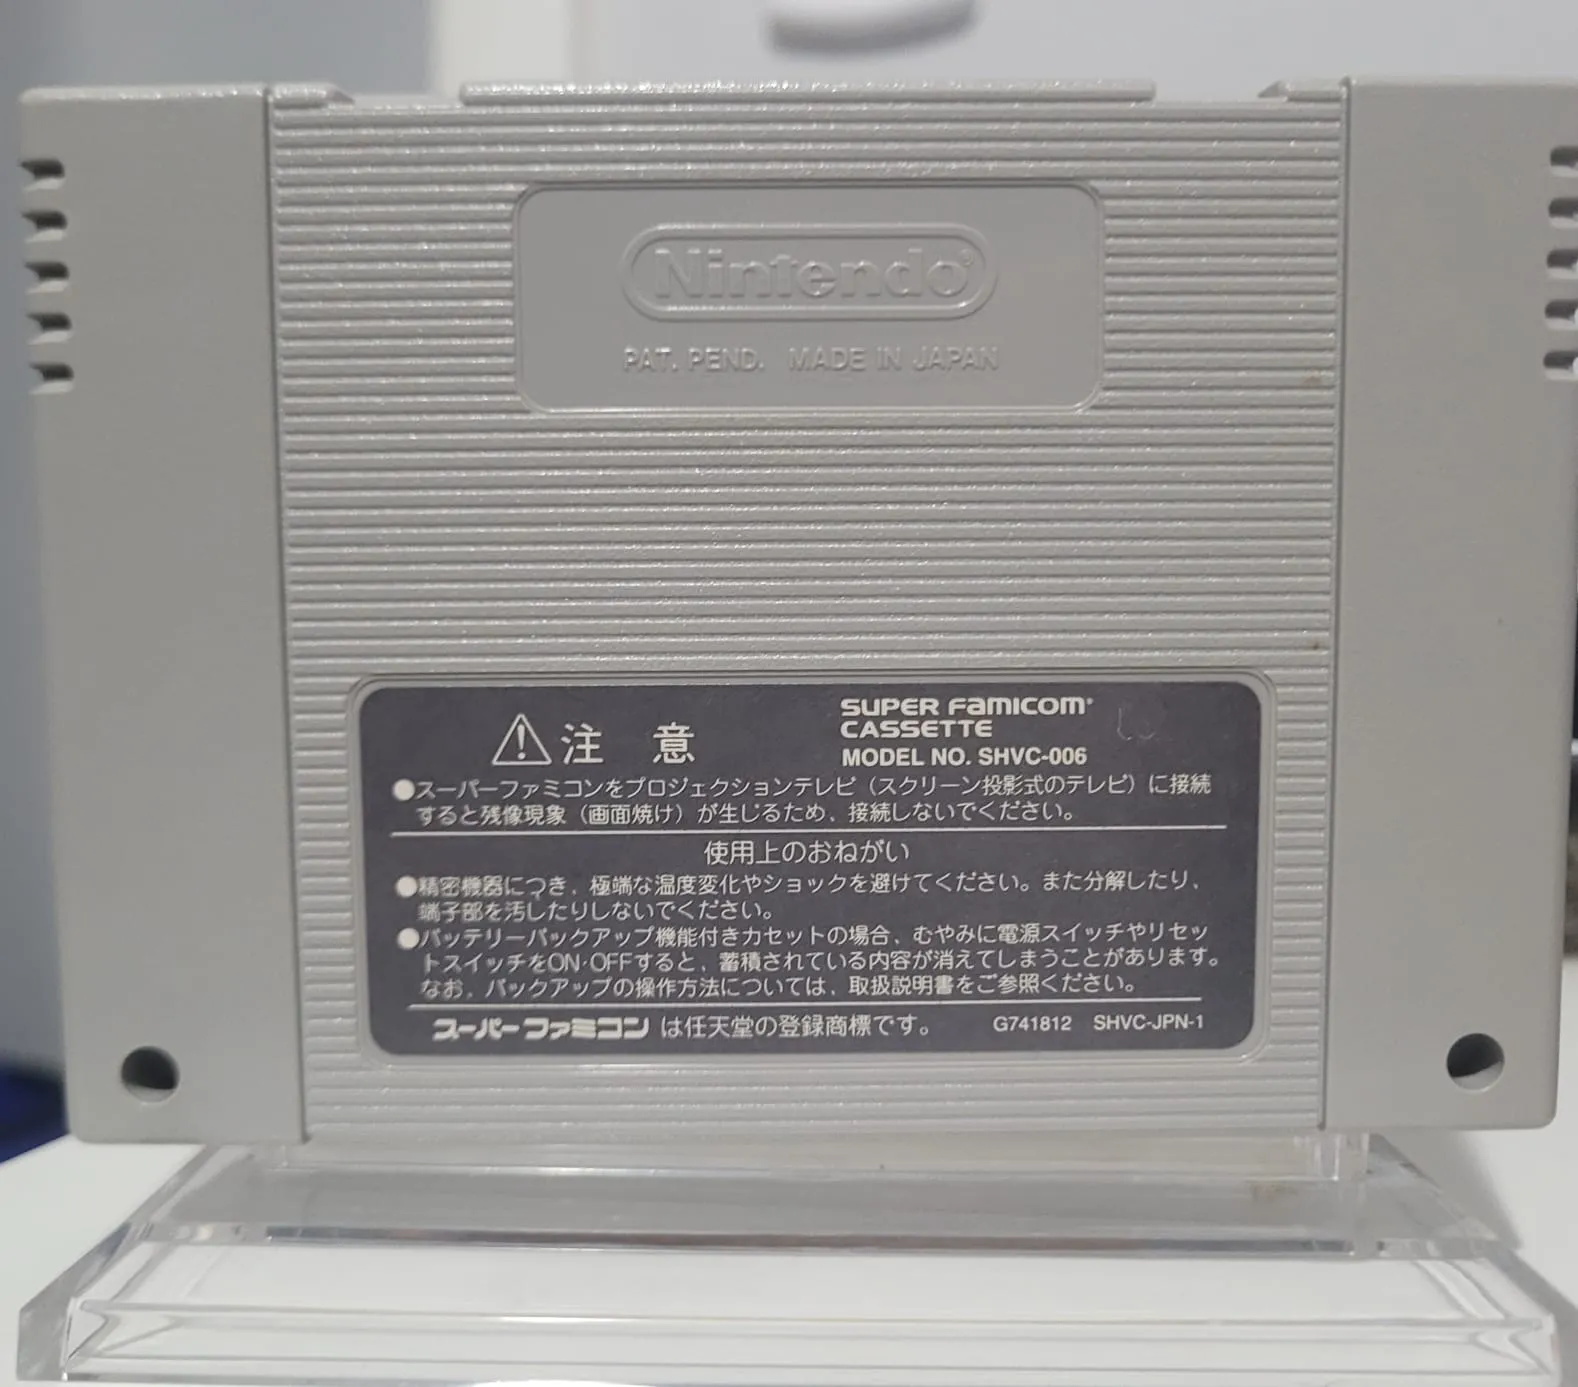 Nintendo®
PAT. PEND. MADE IN JAPAN
注 意
SUPER FAMICOM®
CASSETTE
MODEL NO. SHVC-006
●スーパーファミコンをプロジェクションテレビ（スクリーン投影式のテレビ）に接続
すると残像現象（画面焼け）が生じるため、接続しないでください。
使用上のおねがい
●精密機器につき、極端な温度変化やショックを避けてください。また分解したり、
端子部を汚したりしないでください。
●バッテリーバックアップ機能付きカセットの場合、むやみに電源スイッチやリセッ
トスイッチをON・OFFすると、蓄積されている内容が消えてしまうことがあります。
なお、バックアップの操作方法については、取扱説明書をご参照ください。
スーパーファミコンは任天堂の登録商標です。 G741812 SHVC-JPN-1